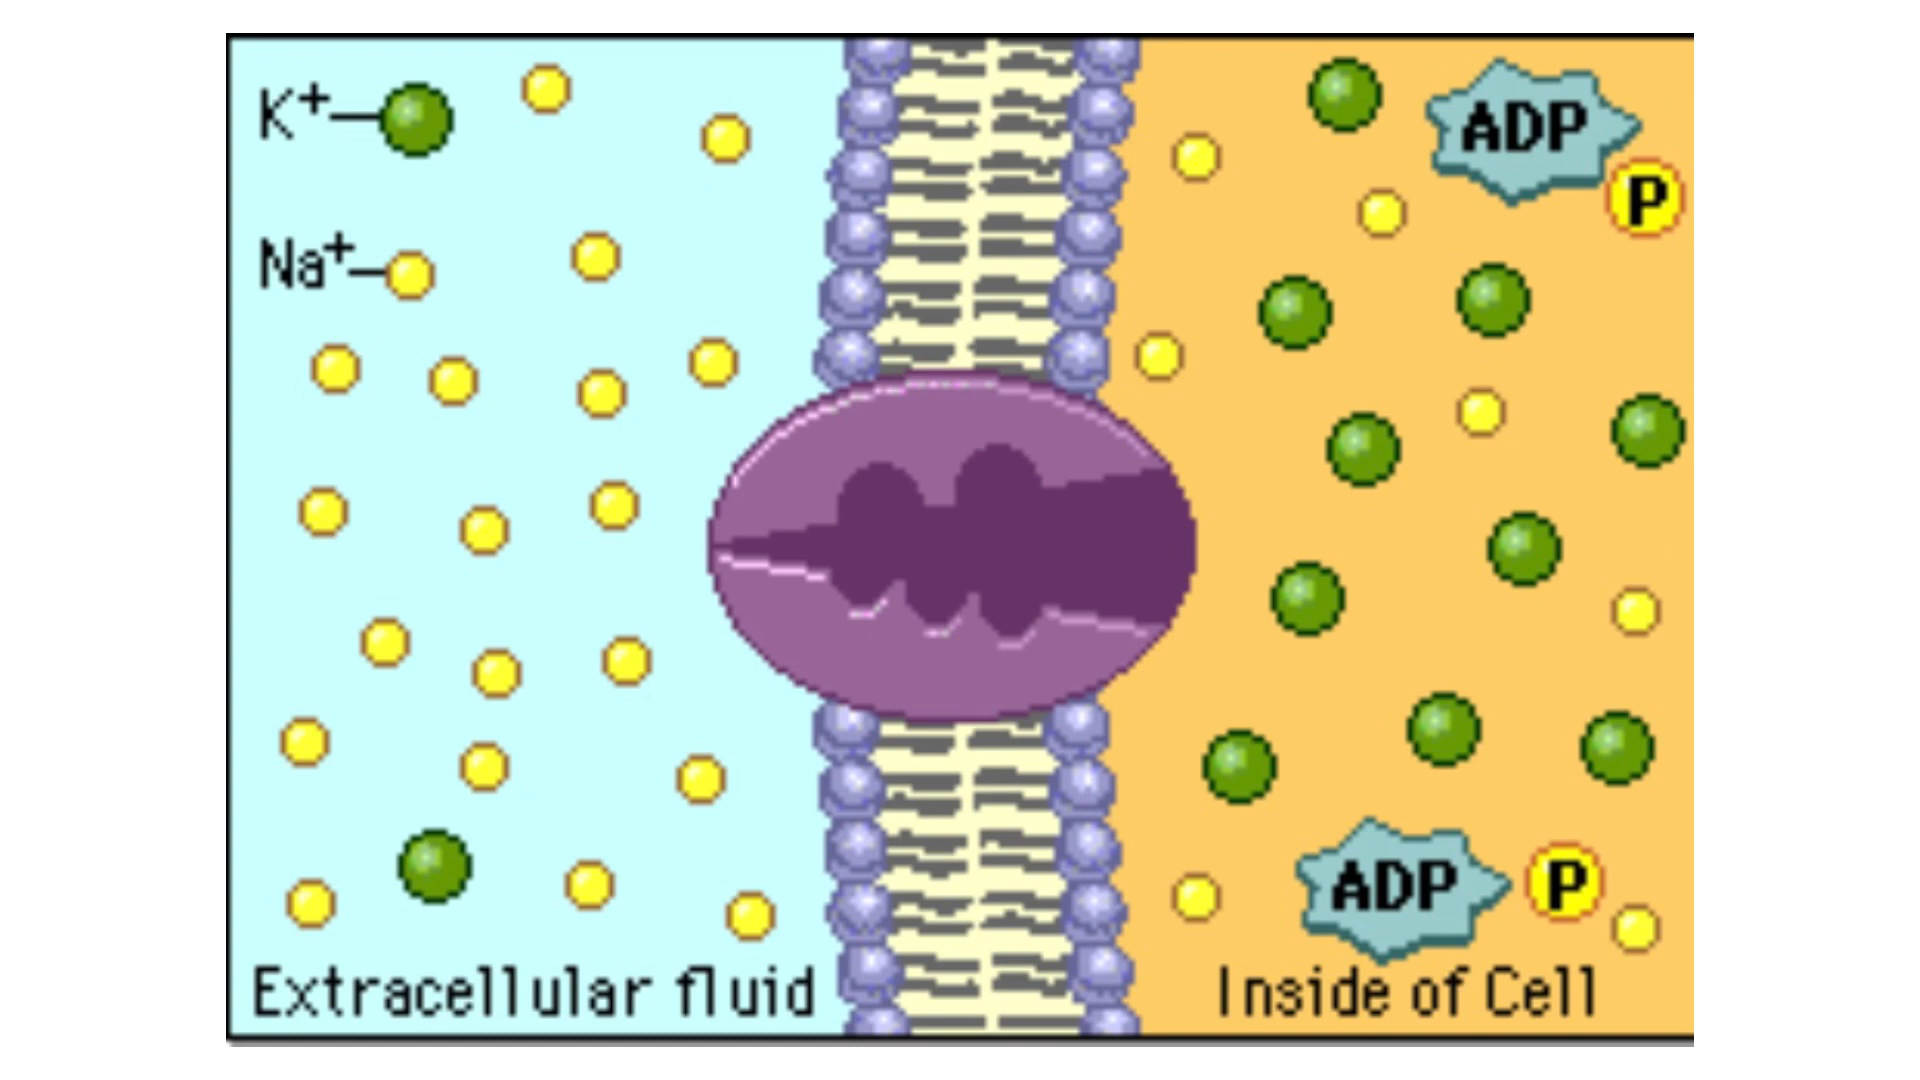 K+
ADP
P
Na+
ADP
P
Extracellular fluid
Inside of Cell